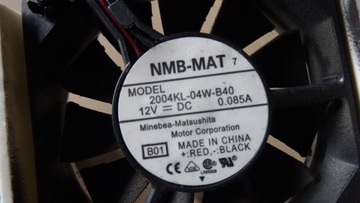 NMB-MAT 7
MODEL
2004KL-04W-B40
12V ⎓ DC 0.085A
Minebea-Matsushita
Motor Corporation
B01 MADE IN CHINA
+:RED,-:BLACK